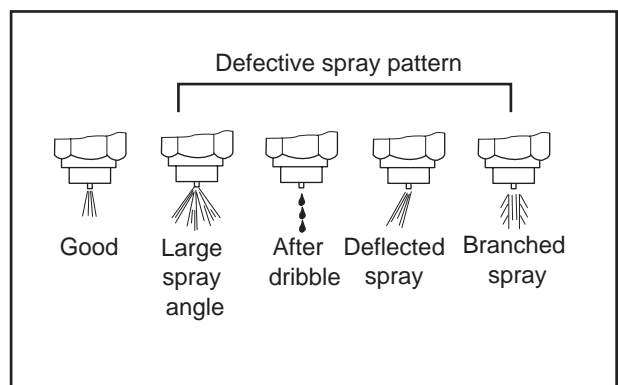 Defective spray pattern
Good
Large
spray
angle
After
dribble
Deflected
spray
Branched
spray